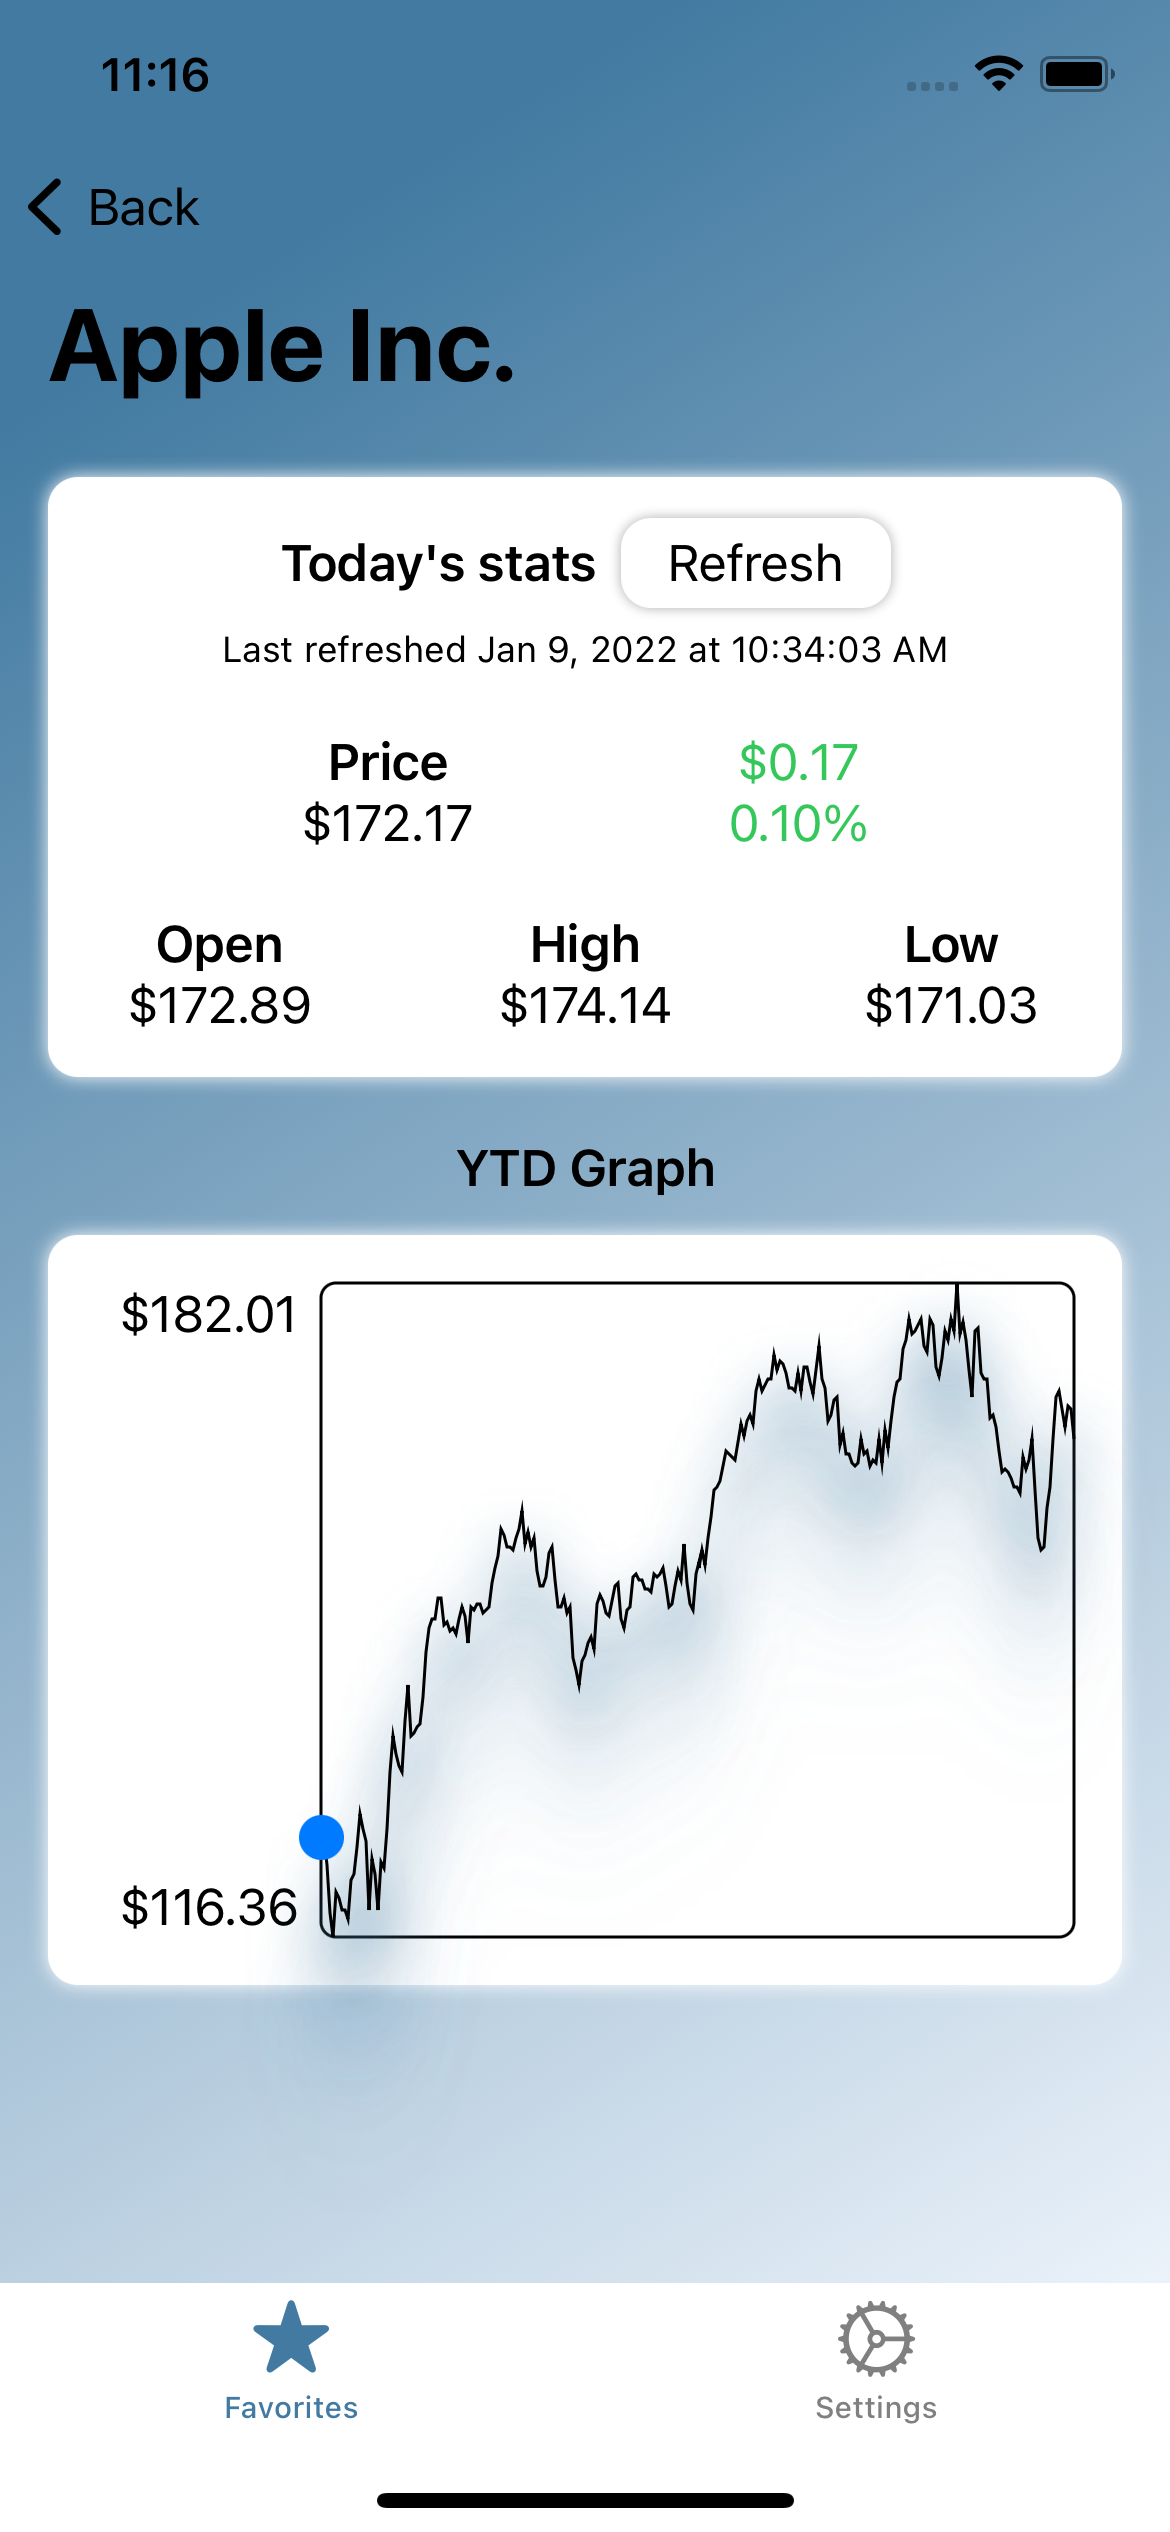 11:16
Back
Apple Inc.
Today's stats Refresh
Last refreshed Jan 9, 2022 at 10:34:03 AM
Price $0.17
$172.17 0.10%
Open High Low
$172.89 $174.14 $171.03
YTD Graph
$182.01
$116.36
Favorites Settings